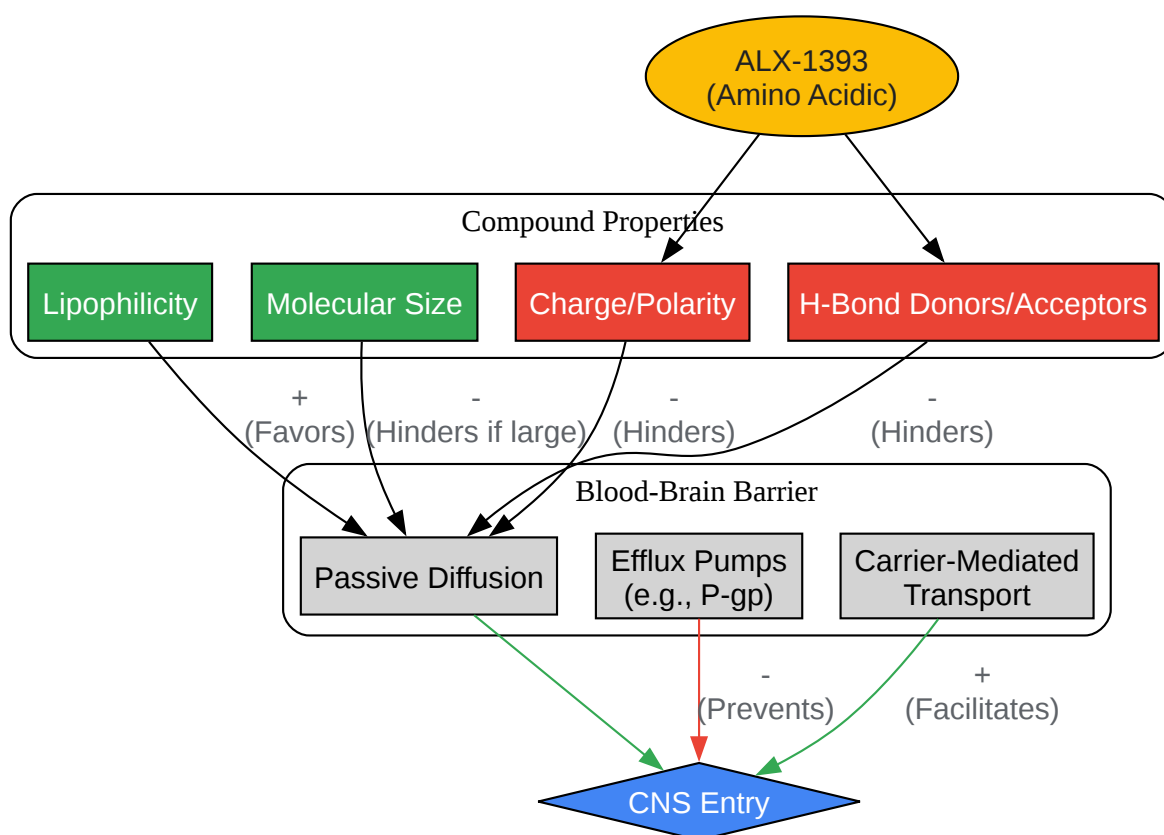 ALX-1393
(Amino Acidic)
Compound Properties
Lipophilicity
Molecular Size
Charge/Polarity
H-Bond Donors/Acceptors
+
(Favors)
-
(Hinders if large)
-
(Hinders)
-
(Hinders)
Blood-Brain Barrier
Passive Diffusion
Efflux Pumps
(e.g., P-gp)
Carrier-Mediated
Transport
-
(Prevents)
+
(Facilitates)
CNS Entry